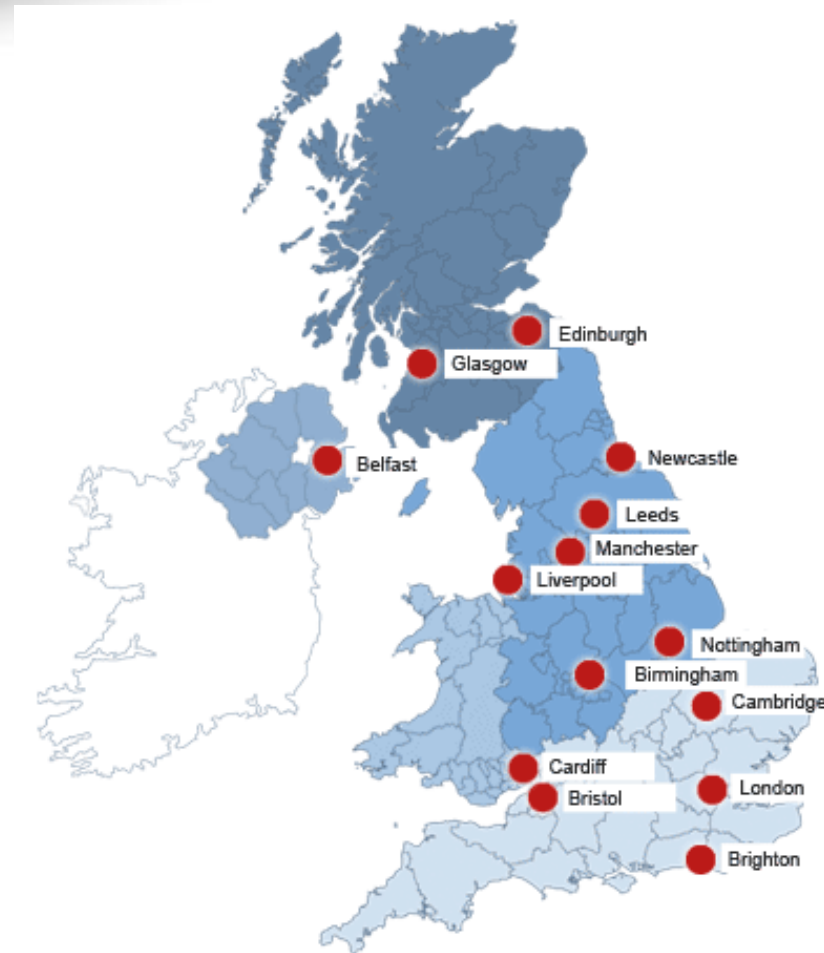 Edinburgh
Glasgow
Newcastle
Belfast
Leeds
Manchester
Liverpool
Nottingham
Birmingham
Cambridge
Cardiff
London
Bristol
Brighton